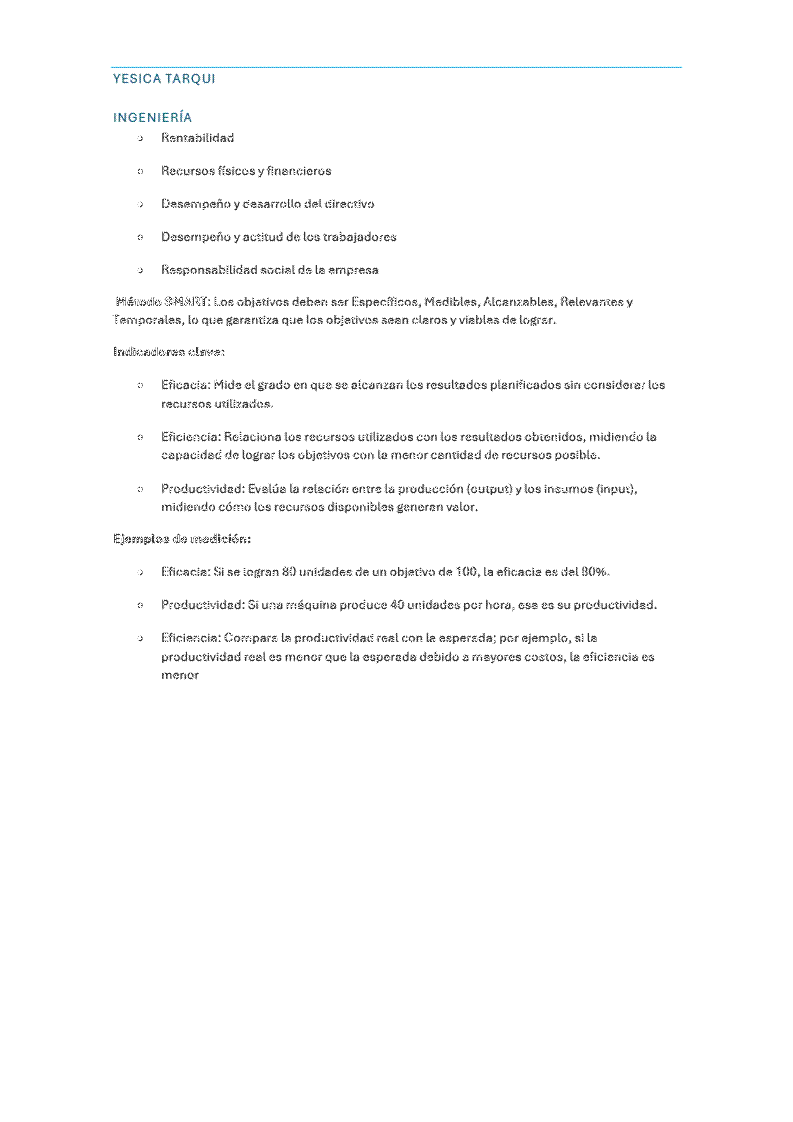 YESICA TARQUI
INGENIERÍA
o Rentabilidad
o Recursos físicos y financieros
o Desempeño y desarrollo del directivo
o Desempeño y actitud de los trabajadores
o Responsabilidad social de la empresa
Método SMART: Los objetivos deben ser Específicos, Medibles, Alcanzables, Relevantes y
Temporales, lo que garantiza que los objetivos sean claros y viables de lograr.
Indicadores clave:
o Eficacia: Mide el grado en que se alcanzan los resultados planificados sin considerar los
recursos utilizados.
o Eficiencia: Relaciona los recursos utilizados con los resultados obtenidos, midiendo la
capacidad de lograr los objetivos con la menor cantidad de recursos posible.
o Productividad: Evalúa la relación entre la producción (output) y los insumos (input),
midiendo cómo los recursos disponibles generan valor.
Ejemplos de medición:
o Eficacia: Si se logran 80 unidades de un objetivo de 100, la eficacia es del 80%.
o Productividad: Si una máquina produce 40 unidades por hora, esa es su productividad.
o Eficiencia: Compara la productividad real con la esperada; por ejemplo, si la
productividad real es menor que la esperada debido a mayores costos, la eficiencia es
menor